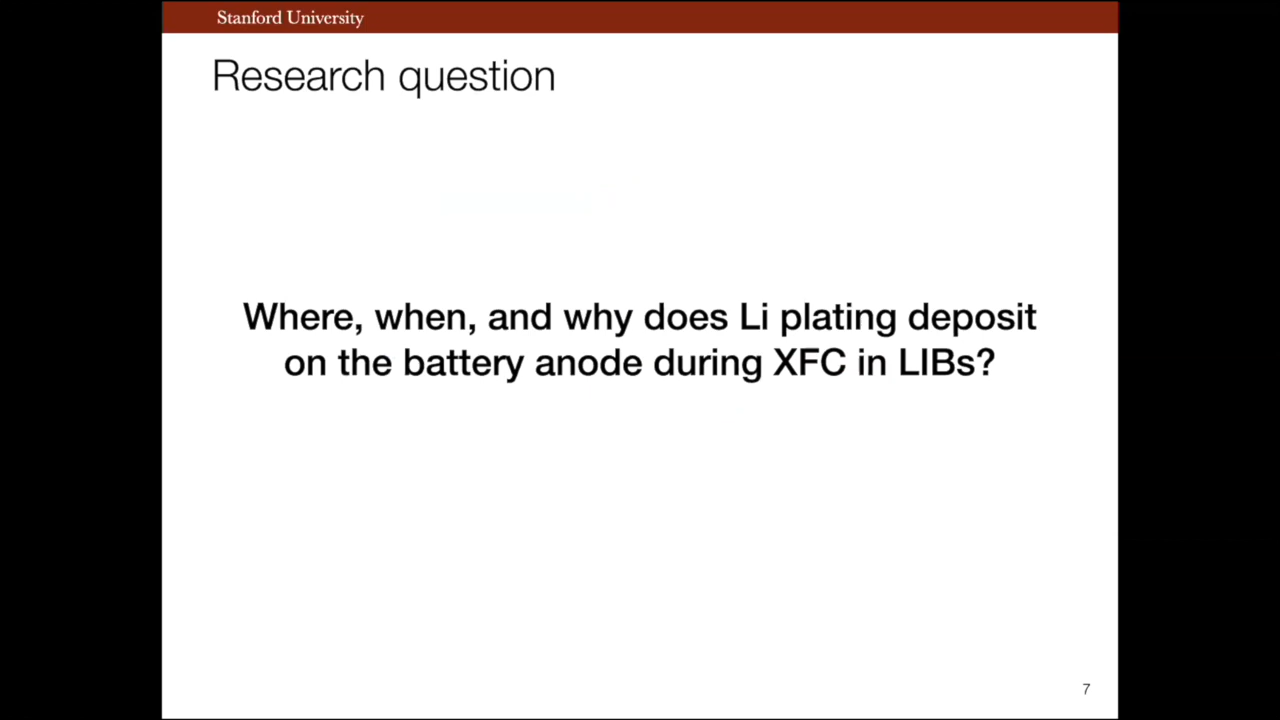 Stanford University
Research question
Where, when, and why does Li plating deposit
on the battery anode during XFC in LIBs?
7